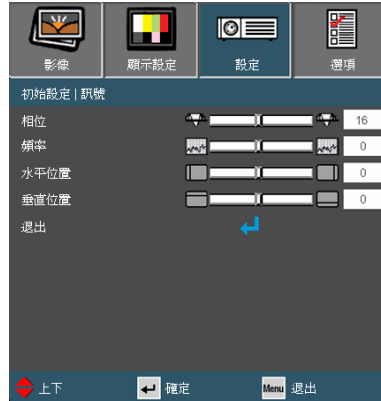 影像 顯示設定 設定 選項
初始設定 | 訊號
相位 16
頻率 0
水平位置 0
垂直位置 0
退出
上下 確定 Menu 退出